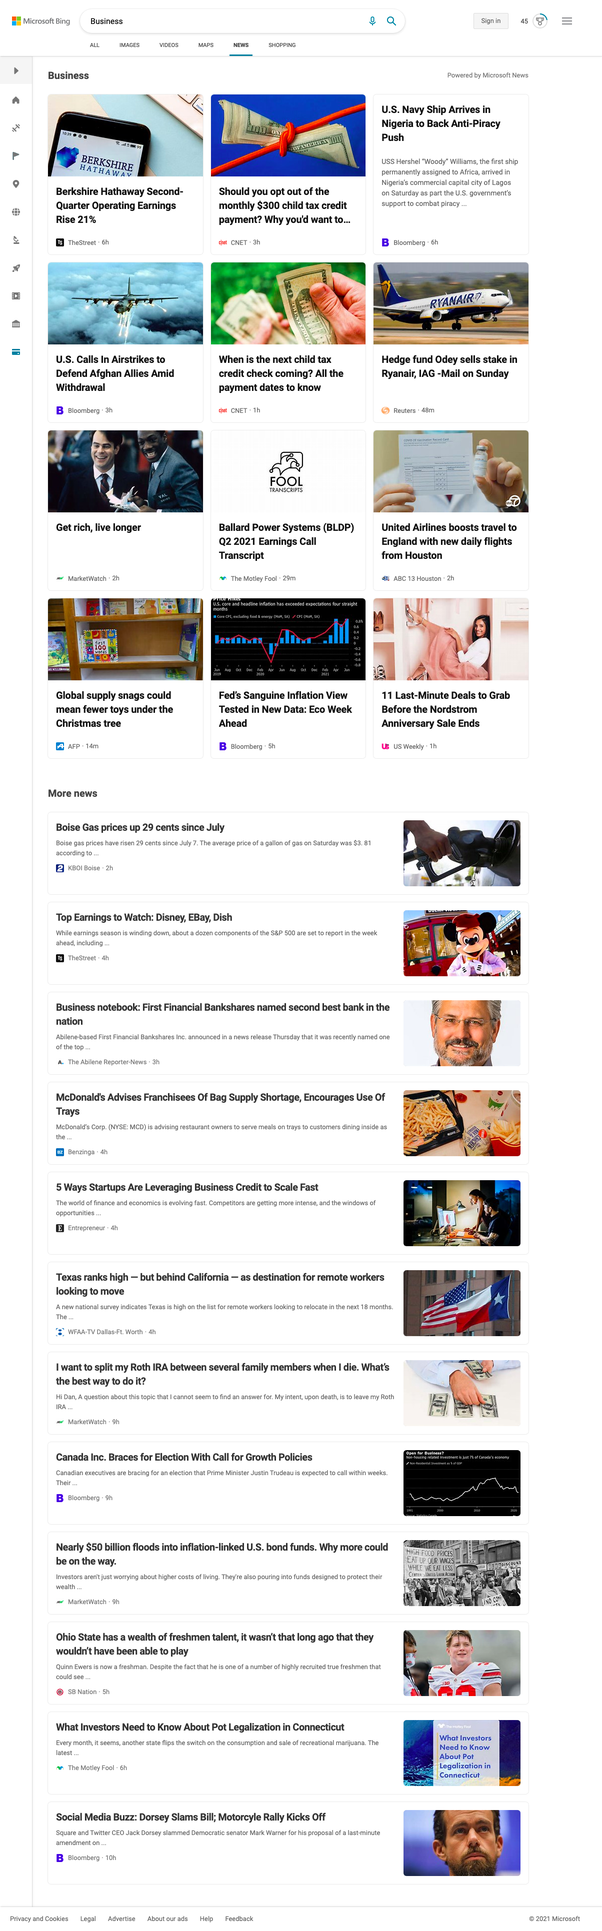 Microsoft Bing
Business
Sign in
45
ALL
IMAGES
VIDEOS
MAPS
NEWS
SHOPPING
Business
Powered by Microsoft News
BERKSHIRE
HATHAWAY
Berkshire Hathaway Second-
Quarter Operating Earnings
Rise 21%
TheStreet · 6h
Should you opt out of the
monthly $300 child tax credit
payment? Why you'd want to...
CNET · 3h
U.S. Navy Ship Arrives in
Nigeria to Back Anti-Piracy
Push
USS Hershel "Woody" Williams, the first ship
permanently assigned to Africa, arrived in
Nigeria's commercial capital city of Lagos
on Saturday as part the U.S. government's
support to combat piracy ...
Bloomberg · 6h
U.S. Calls In Airstrikes to
Defend Afghan Allies Amid
Withdrawal
Bloomberg · 3h
When is the next child tax
credit check coming? All the
payment dates to know
CNET · 1h
RYANAIR
Hedge fund Odey sells stake in
Ryanair, IAG -Mail on Sunday
Reuters · 48m
Get rich, live longer
MarketWatch · 2h
FOOL
TRANSCRIPTS
Ballard Power Systems (BLDP)
Q2 2021 Earnings Call
Transcript
The Motley Fool · 29m
United Airlines boosts travel to
England with new daily flights
from Houston
ABC 13 Houston · 2h
Global supply snags could
mean fewer toys under the
Christmas tree
AFP · 14m
U.S. core and headline inflation has exceeded expectations four straight
months
Fed's Sanguine Inflation View
Tested in New Data: Eco Week
Ahead
Bloomberg · 5h
11 Last-Minute Deals to Grab
Before the Nordstrom
Anniversary Sale Ends
US Weekly · 1h
More news
Boise Gas prices up 29 cents since July
Boise gas prices have risen 29 cents since July 7. The average price of a gallon of gas on Saturday was $3. 81
according to ...
KBOI Boise · 2h
Top Earnings to Watch: Disney, EBay, Dish
While earnings season is winding down, about a dozen components of the S&P 500 are set to report in the week
ahead, including ...
TheStreet · 4h
Business notebook: First Financial Bankshares named second best bank in the
nation
Abilene-based First Financial Bankshares Inc. announced in a news release Thursday that it was recently named one
of the top ...
The Abilene Reporter-News · 3h
McDonald's Advises Franchisees Of Bag Supply Shortage, Encourages Use Of
Trays
McDonald's Corp. (NYSE: MCD) is advising restaurant owners to serve meals on trays to customers dining inside as
the ...
Benzinga · 4h
5 Ways Startups Are Leveraging Business Credit to Scale Fast
The world of finance and economics is evolving fast. Competitors are getting more intense, and the windows of
opportunities ...
Entrepreneur · 4h
Texas ranks high — but behind California — as destination for remote workers
looking to move
A new national survey indicates Texas is high on the list for remote workers looking to relocate in the next 18 months.
The ...
WFAA-TV Dallas-Ft. Worth · 4h
I want to split my Roth IRA between several family members when I die. What's
the best way to do it?
Hi Dan, A question about this topic that I cannot seem to find an answer for. My intent, upon death, is to leave my Roth
IRA ...
MarketWatch · 9h
Canada Inc. Braces for Election With Call for Growth Policies
Canadian executives are bracing for an election that Prime Minister Justin Trudeau is expected to call within weeks.
Their ...
Bloomberg · 9h
Open for Business?
Nearly $50 billion floods into inflation-linked U.S. bond funds. Why more could
be on the way.
Investors aren't just worrying about higher costs of living. They're also pouring into funds designed to protect their
wealth ...
MarketWatch · 9h
HIGH FOOD PRICES
EAT UP OUR WAGES
WHILE WE EAT LESS
Ohio State has a wealth of freshmen talent, it wasn't that long ago that they
wouldn't have been able to play
Quinn Ewers is now a freshman. Despite the fact that he is one of a number of highly recruited true freshmen that
could see ...
SB Nation · 5h
What Investors Need to Know About Pot Legalization in Connecticut
Every month, it seems, another state flips the switch on the consumption and sale of recreational marijuana. The
latest ...
The Motley Fool · 6h
What Investors
Need to Know
About Pot
Legalization in
Connecticut
Social Media Buzz: Dorsey Slams Bill; Motorcyle Rally Kicks Off
Square and Twitter CEO Jack Dorsey slammed Democratic senator Mark Warner for his proposal of a last-minute
amendment on ...
Bloomberg · 10h
Privacy and Cookies
Legal
Advertise
About our ads
Help
Feedback
© 2021 Microsoft